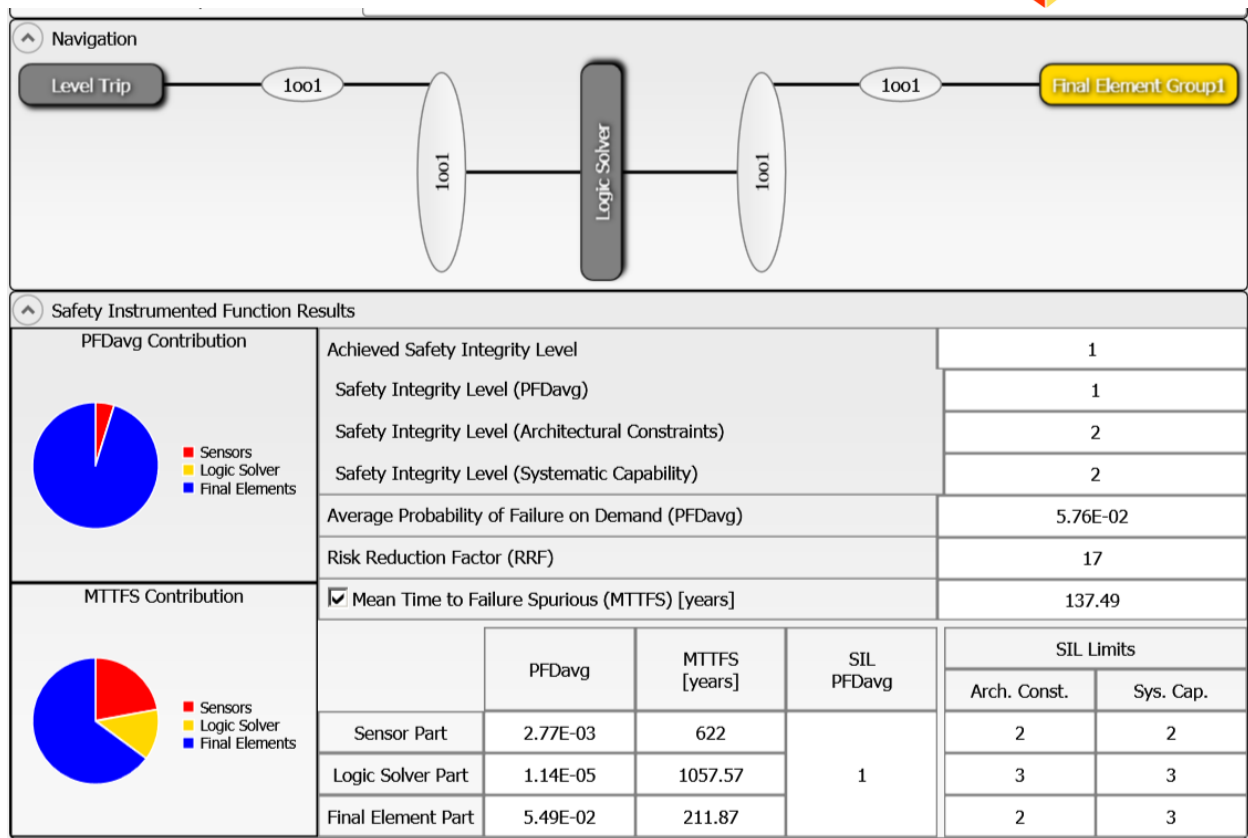 Navigation
Level Trip
1oo1
1oo1
Logic Solver
1oo1
1oo1
Final Element Group1
Safety Instrumented Function Results
PFDavg Contribution
Sensors
Logic Solver
Final Elements
Achieved Safety Integrity Level 1
Safety Integrity Level (PFDavg) 1
Safety Integrity Level (Architectural Constraints) 2
Safety Integrity Level (Systematic Capability) 2
Average Probability of Failure on Demand (PFDavg) 5.76E-02
Risk Reduction Factor (RRF) 17
MTTFS Contribution
Sensors
Logic Solver
Final Elements
Mean Time to Failure Spurious (MTTFS) [years] 137.49
PFDavg
MTTFS
[years]
SIL
PFDavg
SIL Limits
Arch. Const. Sys. Cap.
Sensor Part 2.77E-03 622 2 2
Logic Solver Part 1.14E-05 1057.57 1 3 3
Final Element Part 5.49E-02 211.87 2 3